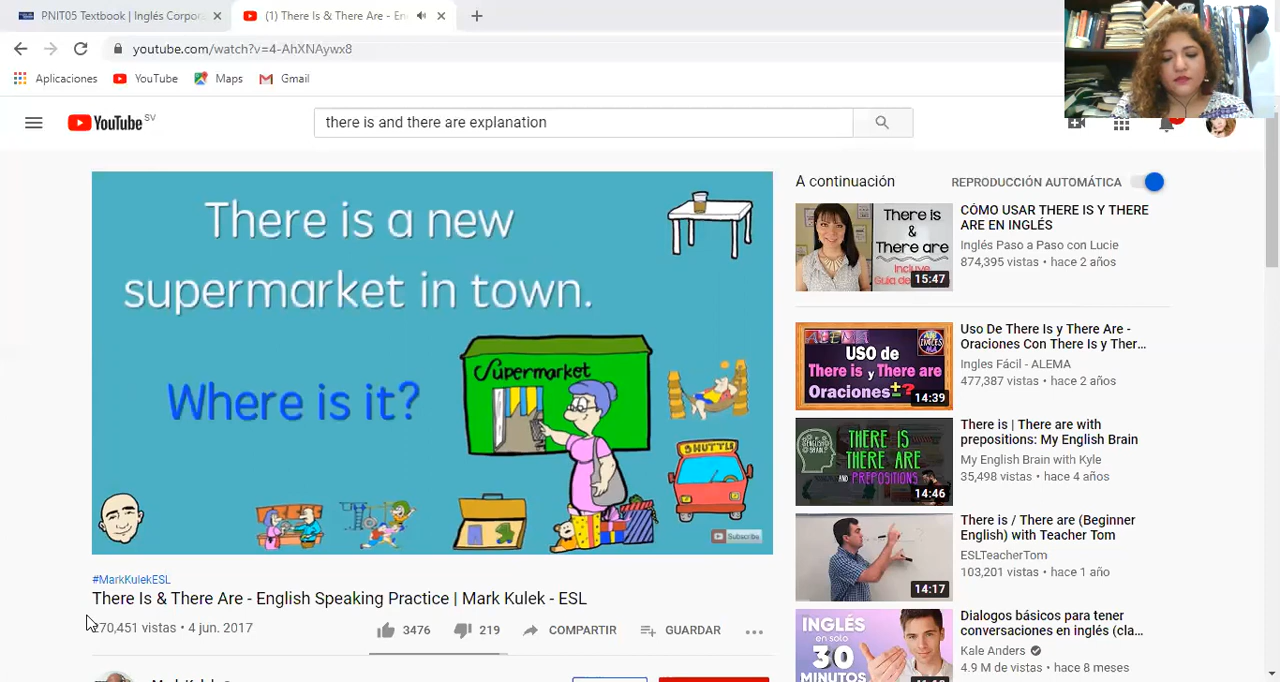 PNIT05 Textbook | Inglés Corpora
(1) There Is & There Are - En
youtube.com/watch?v=4-AhXNAywx8
Aplicaciones
YouTube
Maps
Gmail
YouTube SV
there is and there are explanation
There is a new
supermarket in town.
Where is it?
Supermarket
SHUTTLE
Subscribe
#MarkKulekESL
There Is & There Are - English Speaking Practice | Mark Kulek - ESL
270,451 vistas • 4 jun. 2017
3476
219
COMPARTIR
GUARDAR
A continuación
REPRODUCCIÓN AUTOMÁTICA
There is
&
There are
Incluye
15:47
CÓMO USAR THERE IS Y THERE
ARE EN INGLÉS
Inglés Paso a Paso con Lucie
874,395 vistas • hace 2 años
ALEMA
USO de
There is y There are
Oraciones + - ?
14:39
Uso De There Is y There Are -
Oraciones Con There Is y Ther...
Ingles Fácil - ALEMA
477,387 vistas • hace 2 años
THERE IS
THERE ARE
AND PREPOSITIONS
14:46
There is | There are with
prepositions: My English Brain
My English Brain with Kyle
35,498 vistas • hace 4 años
14:17
There is / There are (Beginner
English) with Teacher Tom
ESLTeacherTom
103,201 vistas • hace 1 año
INGLÉS
en solo
30
MINUTOS
Dialogos básicos para tener
conversaciones en inglés (cla...
Kale Anders
4.9 M de vistas • hace 8 meses